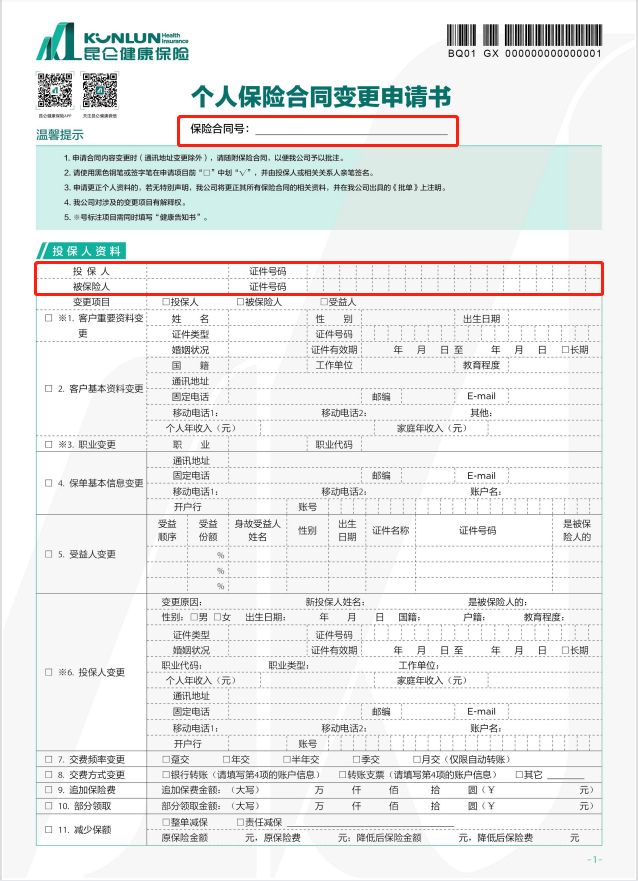 KUNLUN Health Insurance
昆仑健康保险
BQ01 GX 000000000000001
昆仑健康保险APP 关注昆仑健康微信
个人保险合同变更申请书
保险合同号：
温馨提示
1. 申请合同内容变更时（通讯地址变更除外），请随附保险合同，以便我公司予以批注。
2. 请使用黑色钢笔或签字笔在申请项目前“□”中划“√”，并由投保人或相关关系人亲笔签名。
3. 申请更正个人资料的，若无特别声明，我公司将更正其所有保险合同的相关资料，并在我公司出具的《批单》上注明。
4. 我公司对涉及的变更项目有解释权。
5. ※号标注项目需同时填写“健康告知书”。
投保人资料
投 保 人 证件号码
被保险人 证件号码
变更项目 □投保人 □被保险人 □受益人
□ ※1. 客户重要资料变更 姓 名 性 别 出生日期
证件类型 证件号码
婚姻状况 证件有效期 年 月 日 至 年 月 日 □长期
国 籍 工作单位 教育程度
□ 2. 客户基本资料变更 通讯地址
固定电话 邮编 E-mail
移动电话1： 移动电话2： 其他：
个人年收入（元） 家庭年收入（元）
□ ※3. 职业变更 职 业 职业代码
通讯地址
□ 4. 保单基本信息变更 固定电话 邮编 E-mail
移动电话1： 移动电话2： 账户名：
开户行 账号
□ 5. 受益人变更 受益顺序 受益份额 身故受益人姓名 性别 出生日期 证件名称 证件号码 是被保险人的
%
%
%
变更原因： 新投保人姓名： 是被保险人的：
性别：□男 □女 出生日期： 年 月 日 国籍： 户籍： 教育程度：
证件类型 证件号码
婚姻状况 证件有效期 年 月 日 至 年 月 日 □长期
□ ※6. 投保人变更 职业代码： 职业类型： 工作单位：
个人年收入（元） 家庭年收入（元）
通讯地址
固定电话 邮编 E-mail
移动电话1： 移动电话2： 账户名：
开户行 账号
□ 7. 交费频率变更 □趸交 □年交 □半年交 □季交 □月交（仅限自动转账）
□ 8. 交费方式变更 □银行转账（请填写第4项的账户信息） □转账支票（请填写第4项的账户信息） □其它
□ 9. 追加保险费 追加保费金额：（大写） 万 仟 佰 拾 圆（￥ 元）
□ 10. 部分领取 部分领取金额：（大写） 万 仟 佰 拾 圆（￥ 元）
□ 11. 减少保额 □整单减保 □责任减保
原保险金额 元，原保险费 元；降低后保险金额 元，降低后保险费 元
- 1 -